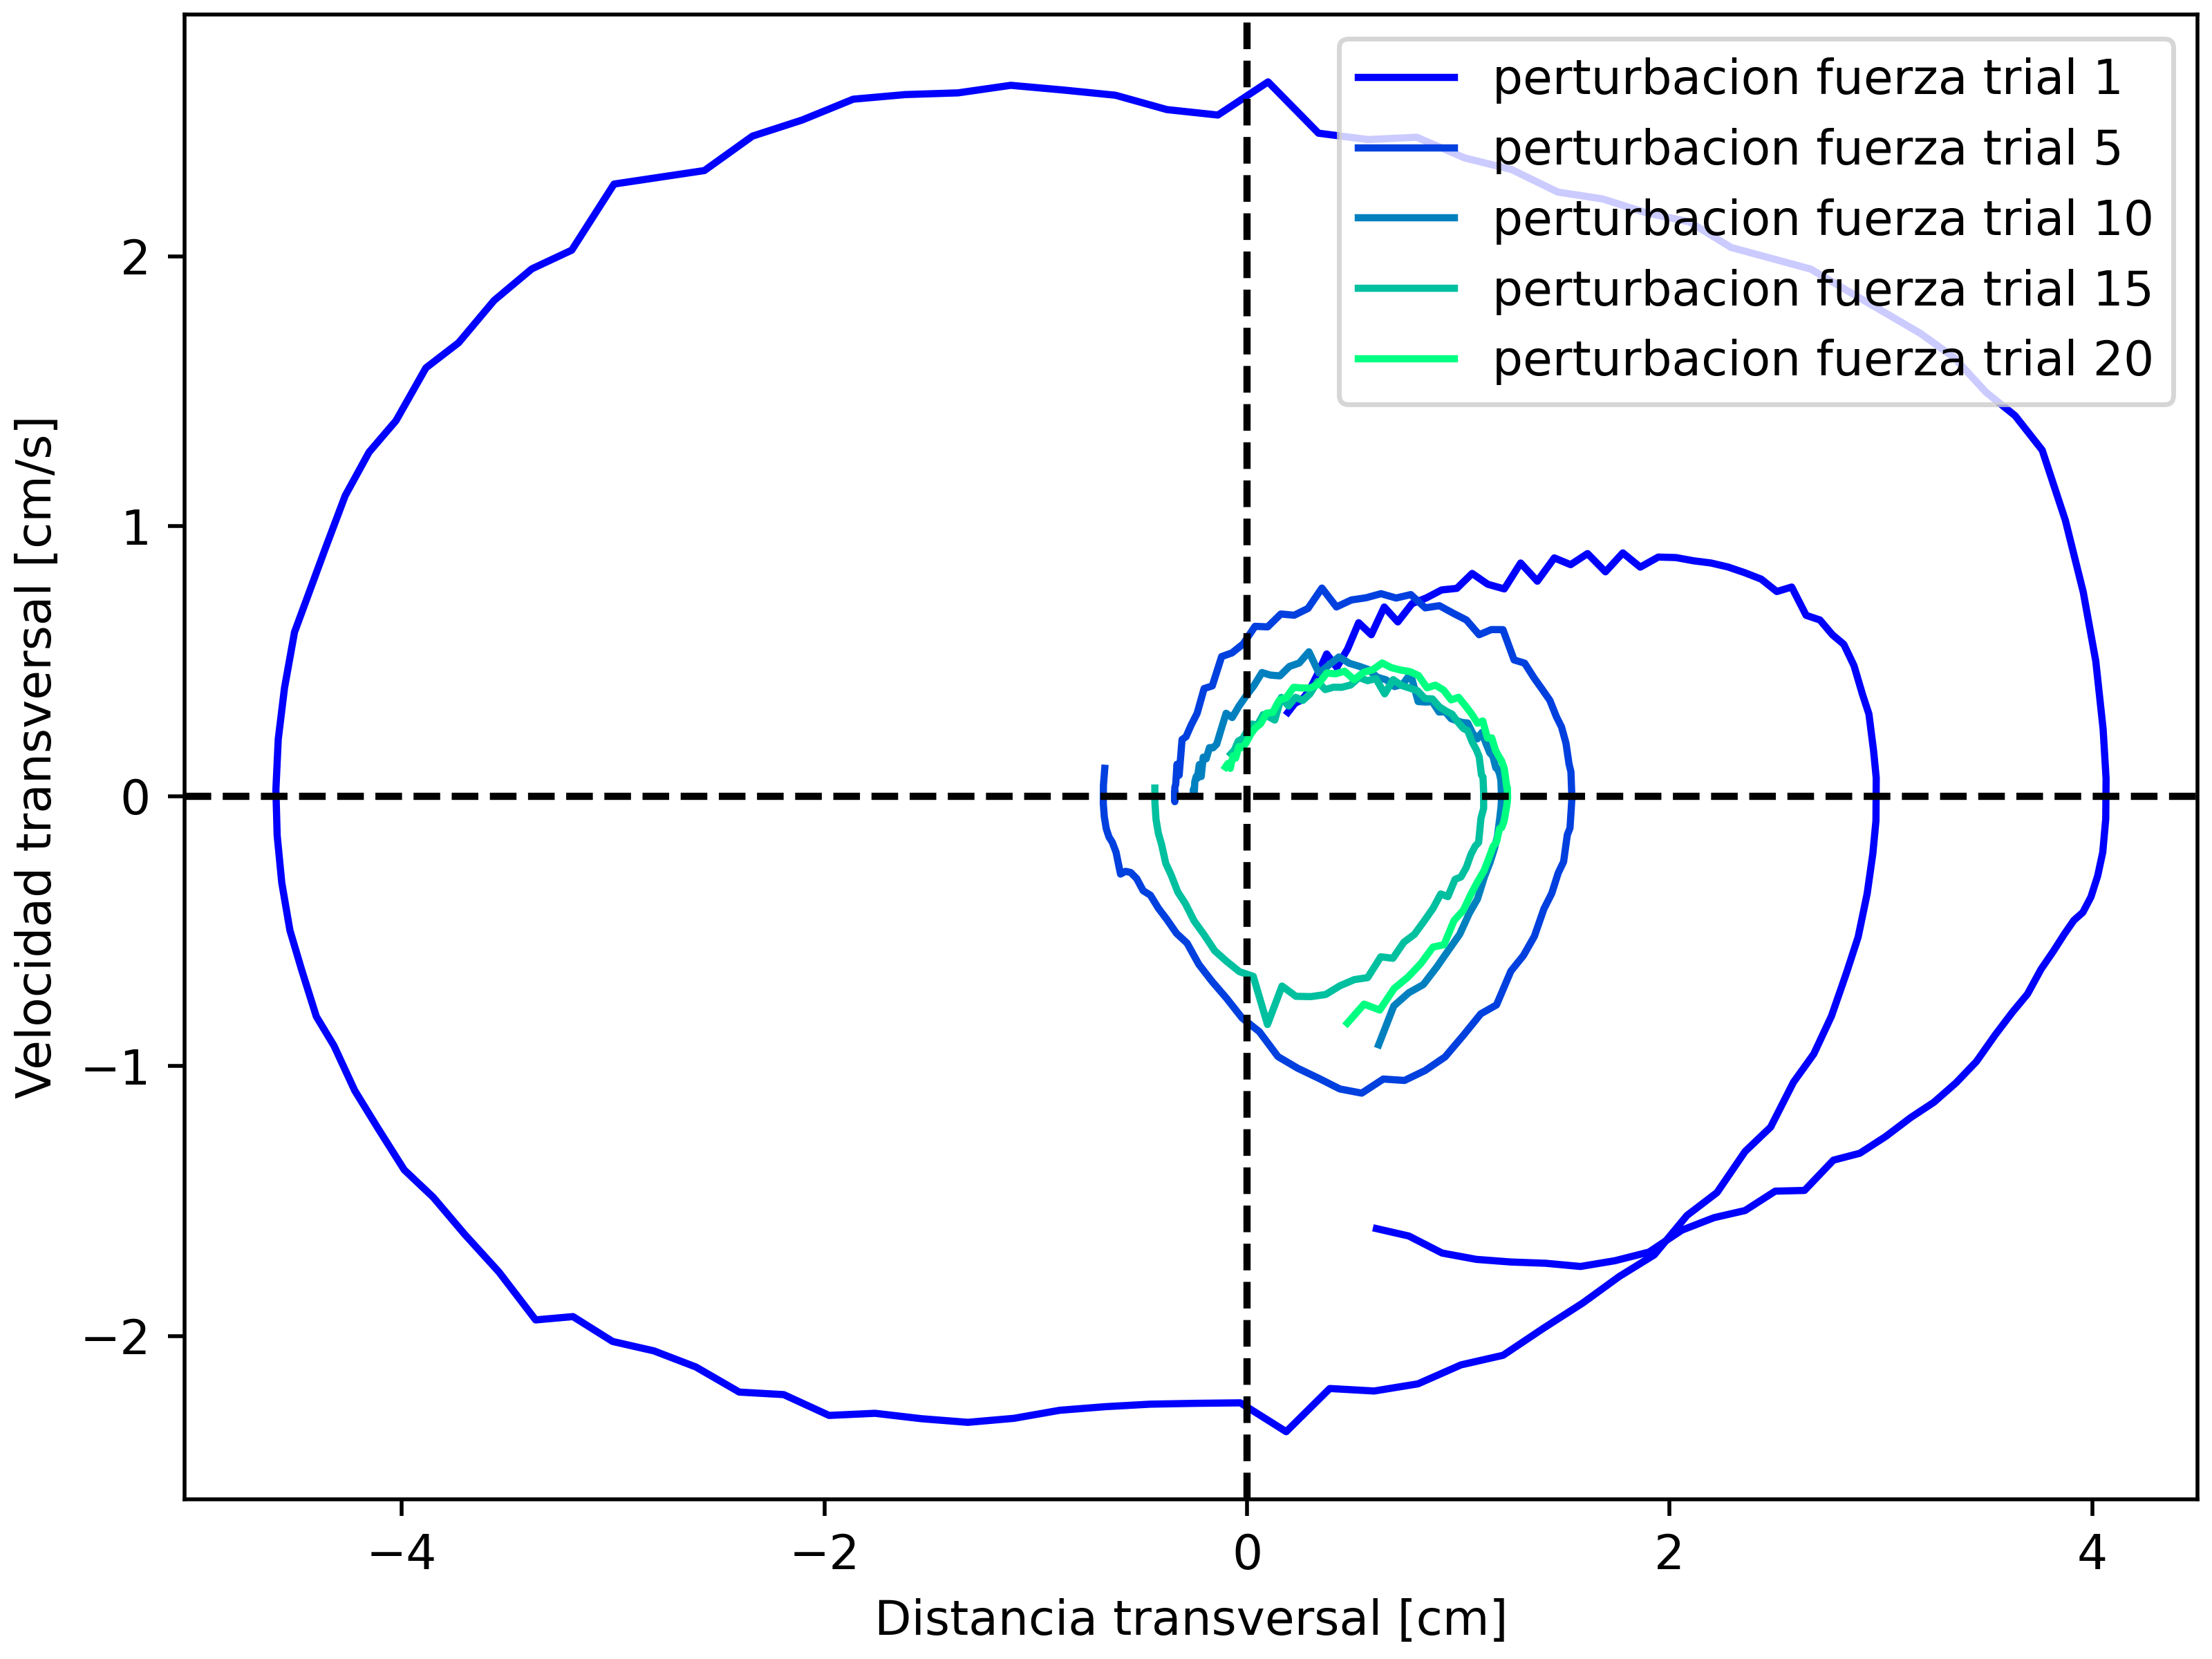 perturbacion fuerza trial 1
perturbacion fuerza trial 5
perturbacion fuerza trial 10
perturbacion fuerza trial 15
perturbacion fuerza trial 20
Velocidad transversal [cm/s]
2
1
0
−1
−2
−4
−2
0
2
4
Distancia transversal [cm]